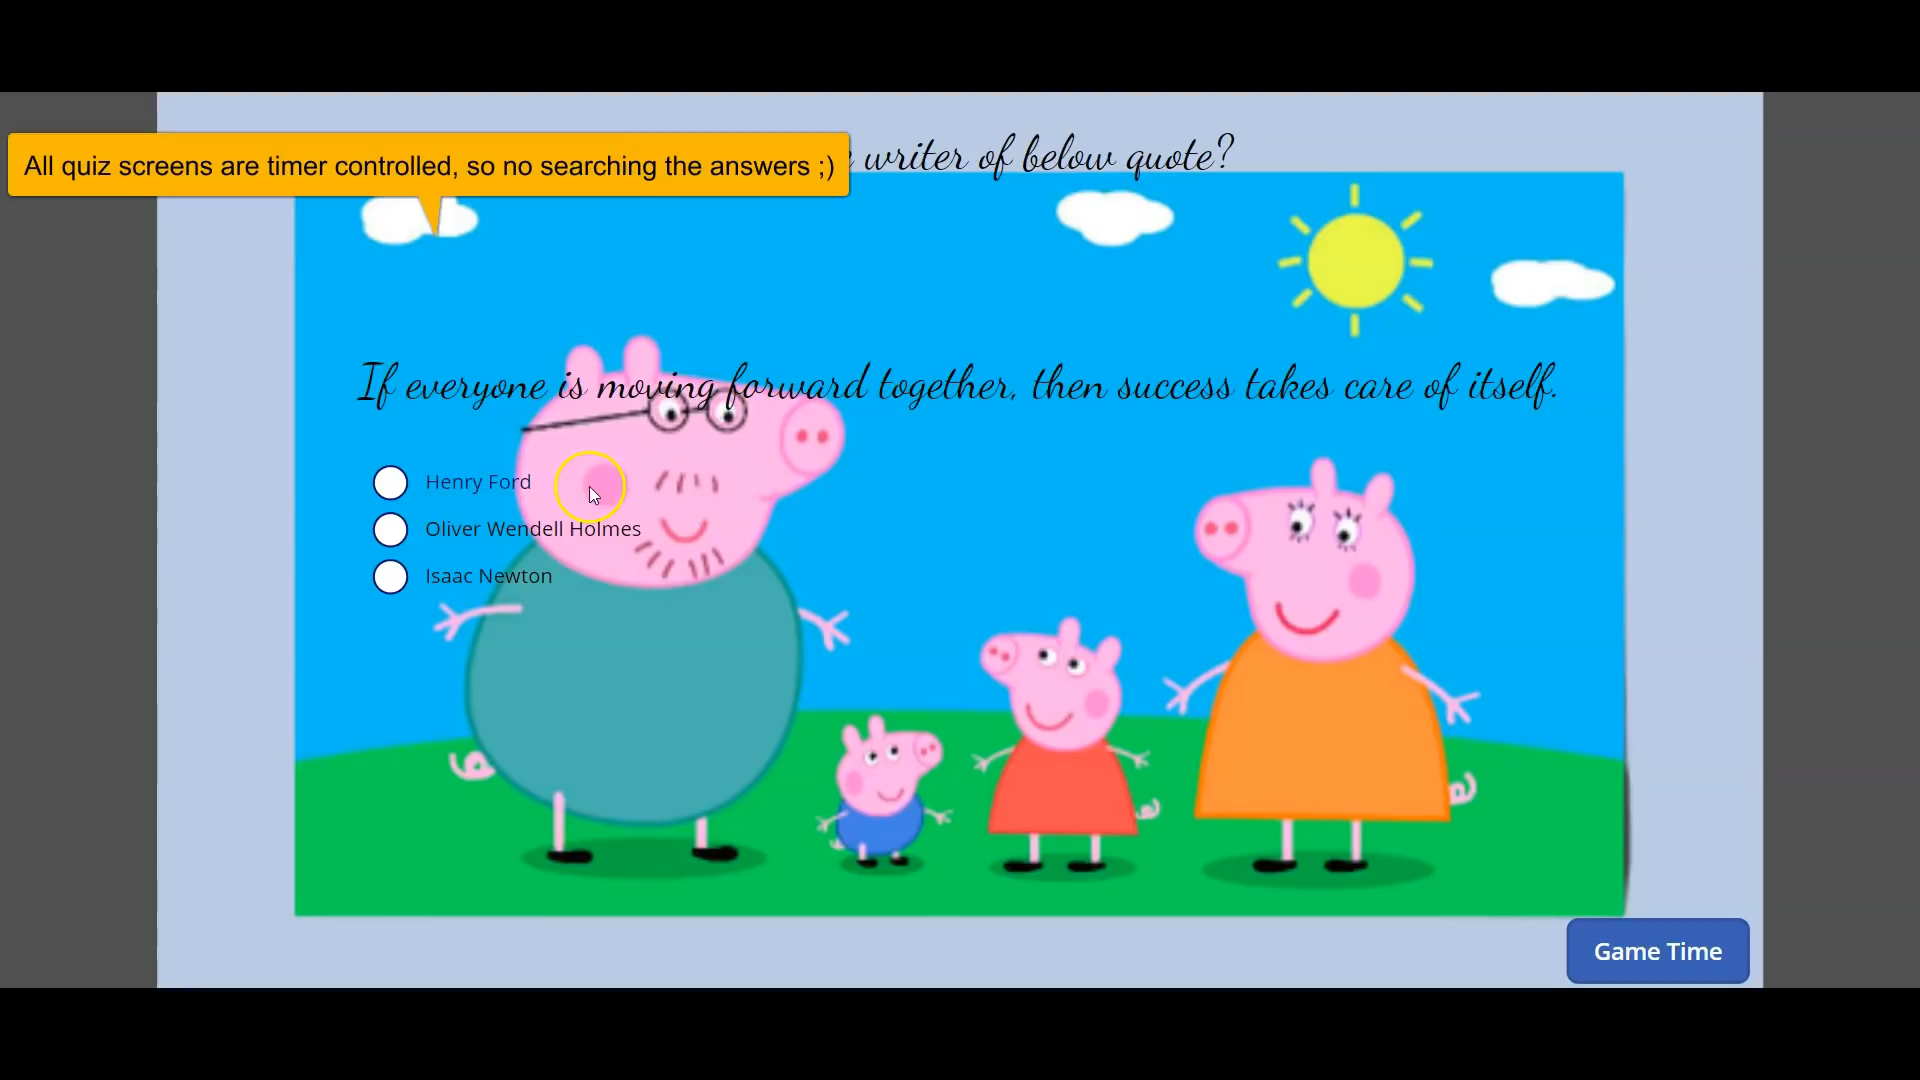 All quiz screens are timer controlled, so no searching the answers ;)
writer of below quote?
If everyone is moving forward together, then success takes care of itself.
Henry Ford
Oliver Wendell Holmes
Isaac Newton
Game Time